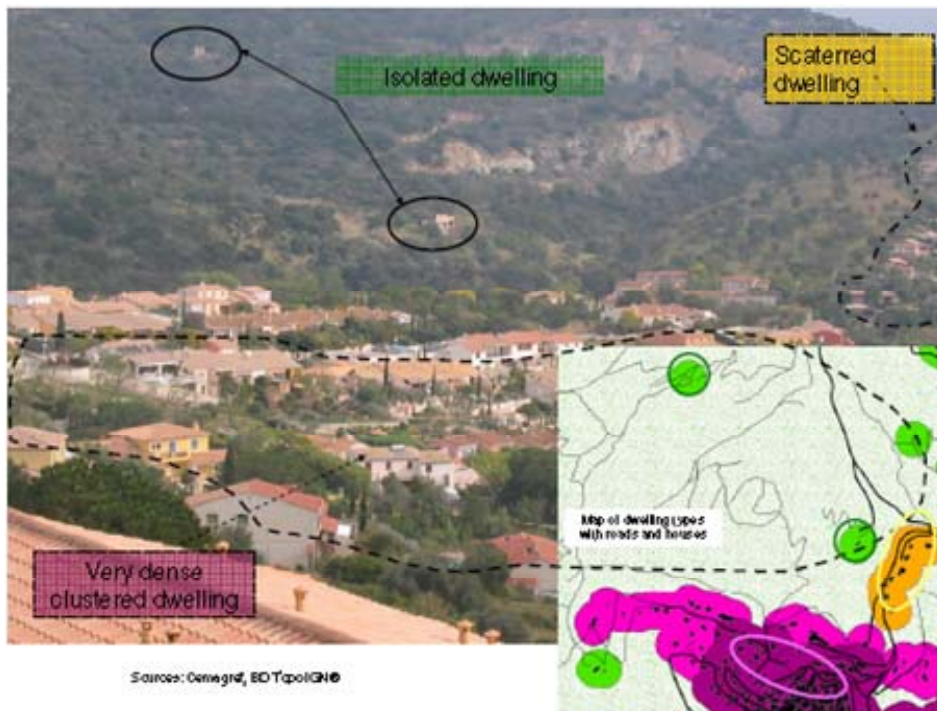 Isolated dwelling
Scaterred
dwelling
Map of dwelling types
with roads and houses
Very dense
clustered dwelling
Sources: Cemagref, BDTopoIGN®